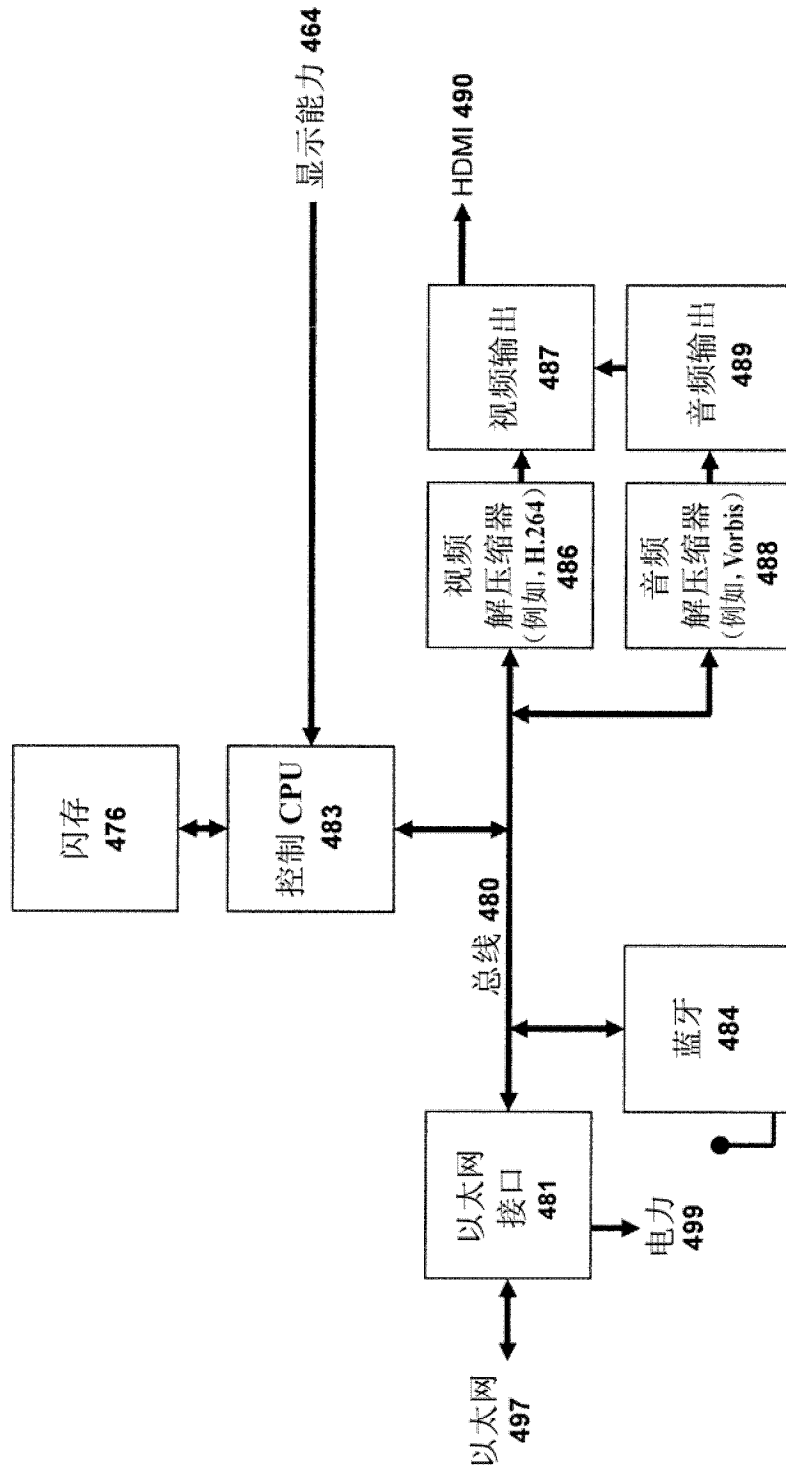 闪存
476
控制 CPU
483
显示能力 464
总线 480
以太网
497
以太网
接口
481
电力
499
蓝牙
484
视频
解压缩器
(例如, H.264)
486
视频输出
487
HDMI 490
音频
解压缩器
(例如, Vorbis)
488
音频输出
489